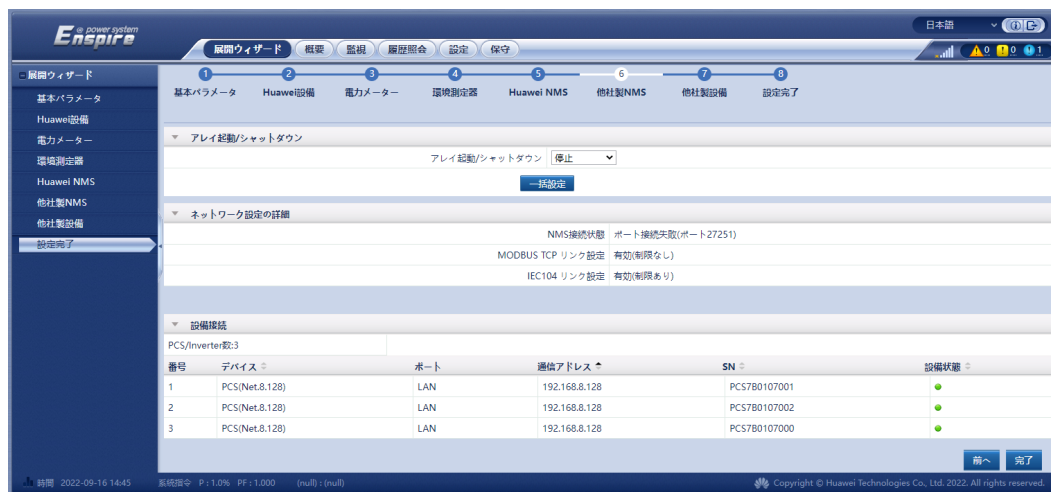 @ power system
Enspire
日本語
展開ウィザード 概要 監視 履歴照会 設定 保守
0 0 1
展開ウィザード
基本パラメータ
Huawei設備
電力メーター
環境測定器
Huawei NMS
他社製NMS
他社製設備
設定完了
1 2 3 4 5 6 7 8
基本パラメータ Huawei設備 電力メーター 環境測定器 Huawei NMS 他社製NMS 他社製設備 設定完了
アレイ起動/シャットダウン
アレイ起動/シャットダウン 停止
一括設定
ネットワーク設定の詳細
NMS接続状態 ポート接続失敗(ポート27251)
MODBUS TCP リンク設定 有効(制限なし)
IEC104 リンク設定 有効(制限あり)
設備接続
PCS/Inverter数:3
番号 デバイス ポート 通信アドレス SN 設備状態
1 PCS(Net.8.128) LAN 192.168.8.128 PCS7B0107001
2 PCS(Net.8.128) LAN 192.168.8.128 PCS7B0107002
3 PCS(Net.8.128) LAN 192.168.8.128 PCS7B0107000
前へ 完了
時間 2022-09-16 14:45 系統指令 P : 1.0% PF : 1.000 (null) : (null) Copyright © Huawei Technologies Co., Ltd. 2022. All rights reserved.